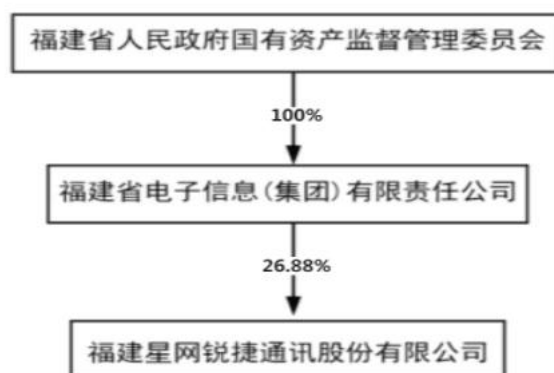 福建省人民政府国有资产监督管理委员会
100%
福建省电子信息(集团)有限责任公司
26.88%
福建星网锐捷通讯股份有限公司